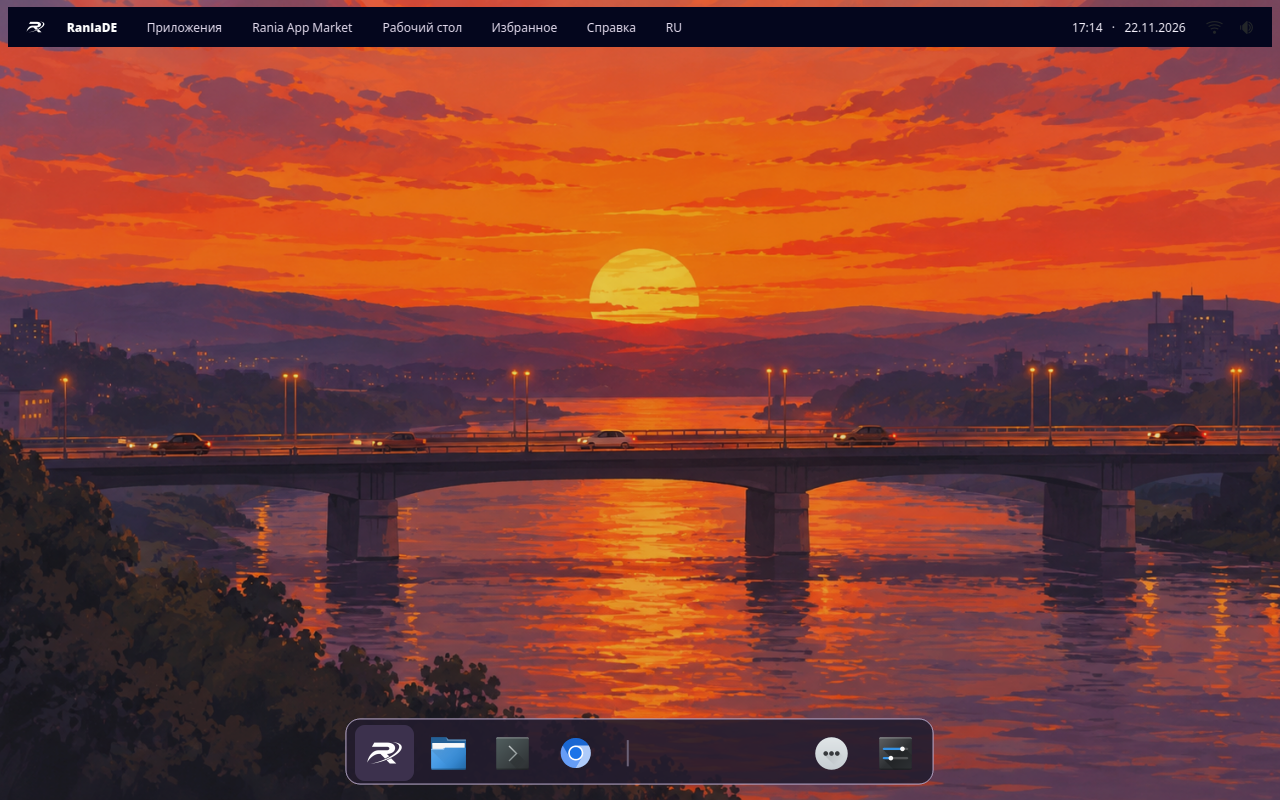 RaniaDE Приложения Rania App Market Рабочий стол Избранное Справка RU 17:14 · 22.11.2026